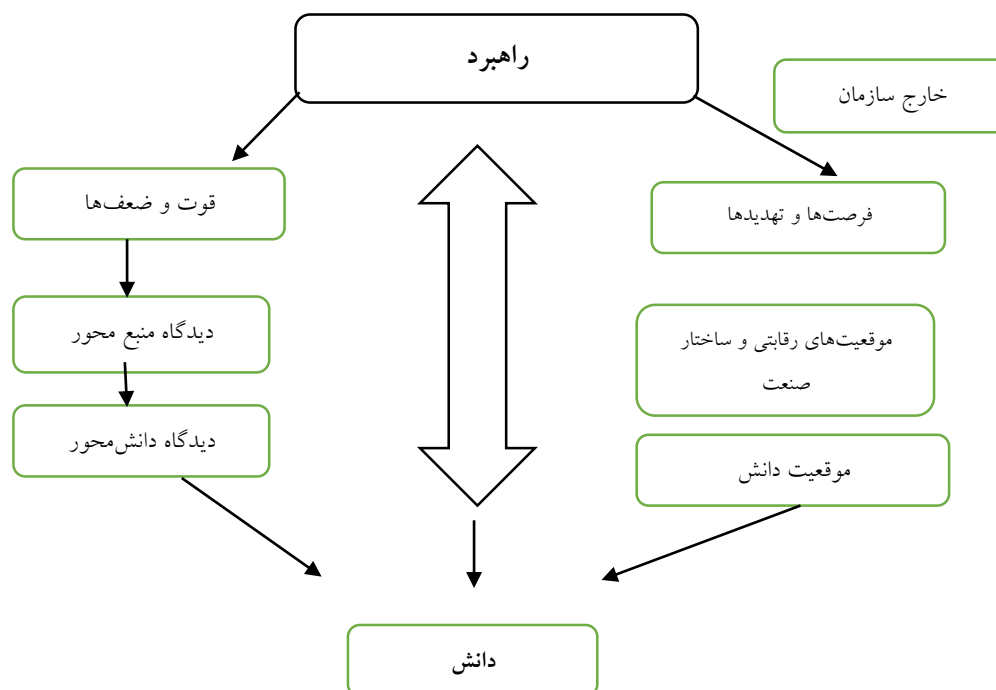 راهبرد
خارج سازمان
قوت و ضعف‌ها
فرصت‌ها و تهدیدها
دیدگاه منبع محور
موقعیت‌های رقابتی و ساختار
صنعت
دیدگاه دانش‌محور
موقعیت دانش
دانش